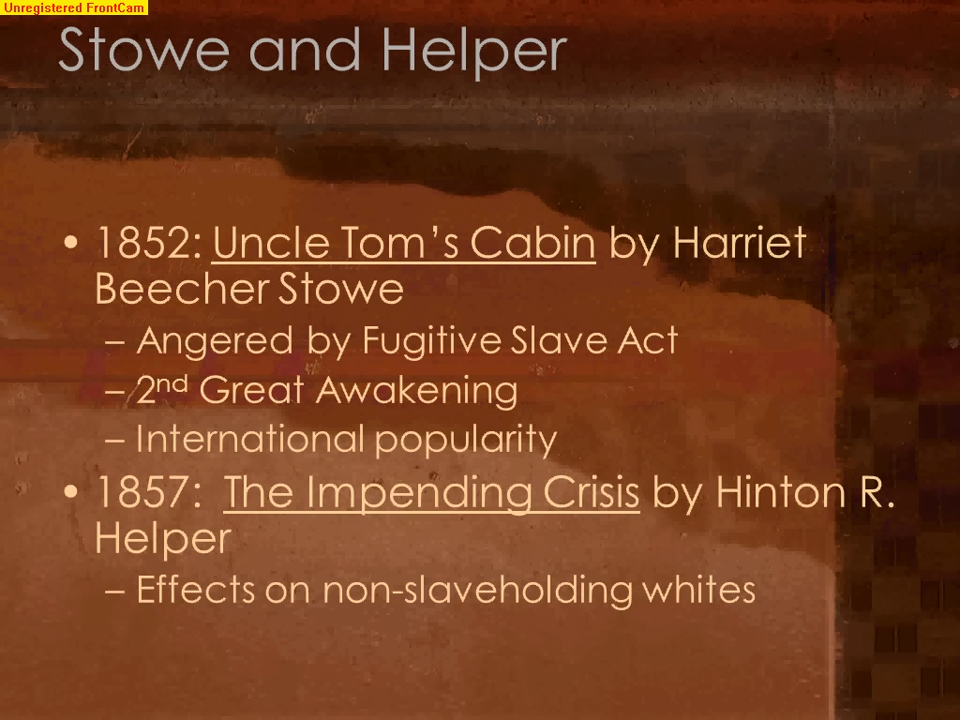 Unregistered FrontCam
Stowe and Helper
• 1852: Uncle Tom’s Cabin by Harriet
Beecher Stowe
– Angered by Fugitive Slave Act
– 2nd Great Awakening
– International popularity
• 1857: The Impending Crisis by Hinton R.
Helper
– Effects on non-slaveholding whites